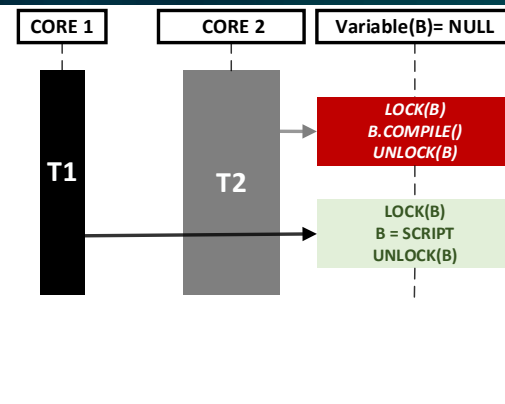 CORE 1
CORE 2
Variable(B)= NULL
LOCK(B)
B.COMPILE()
UNLOCK(B)
T1
T2
LOCK(B)
B = SCRIPT
UNLOCK(B)